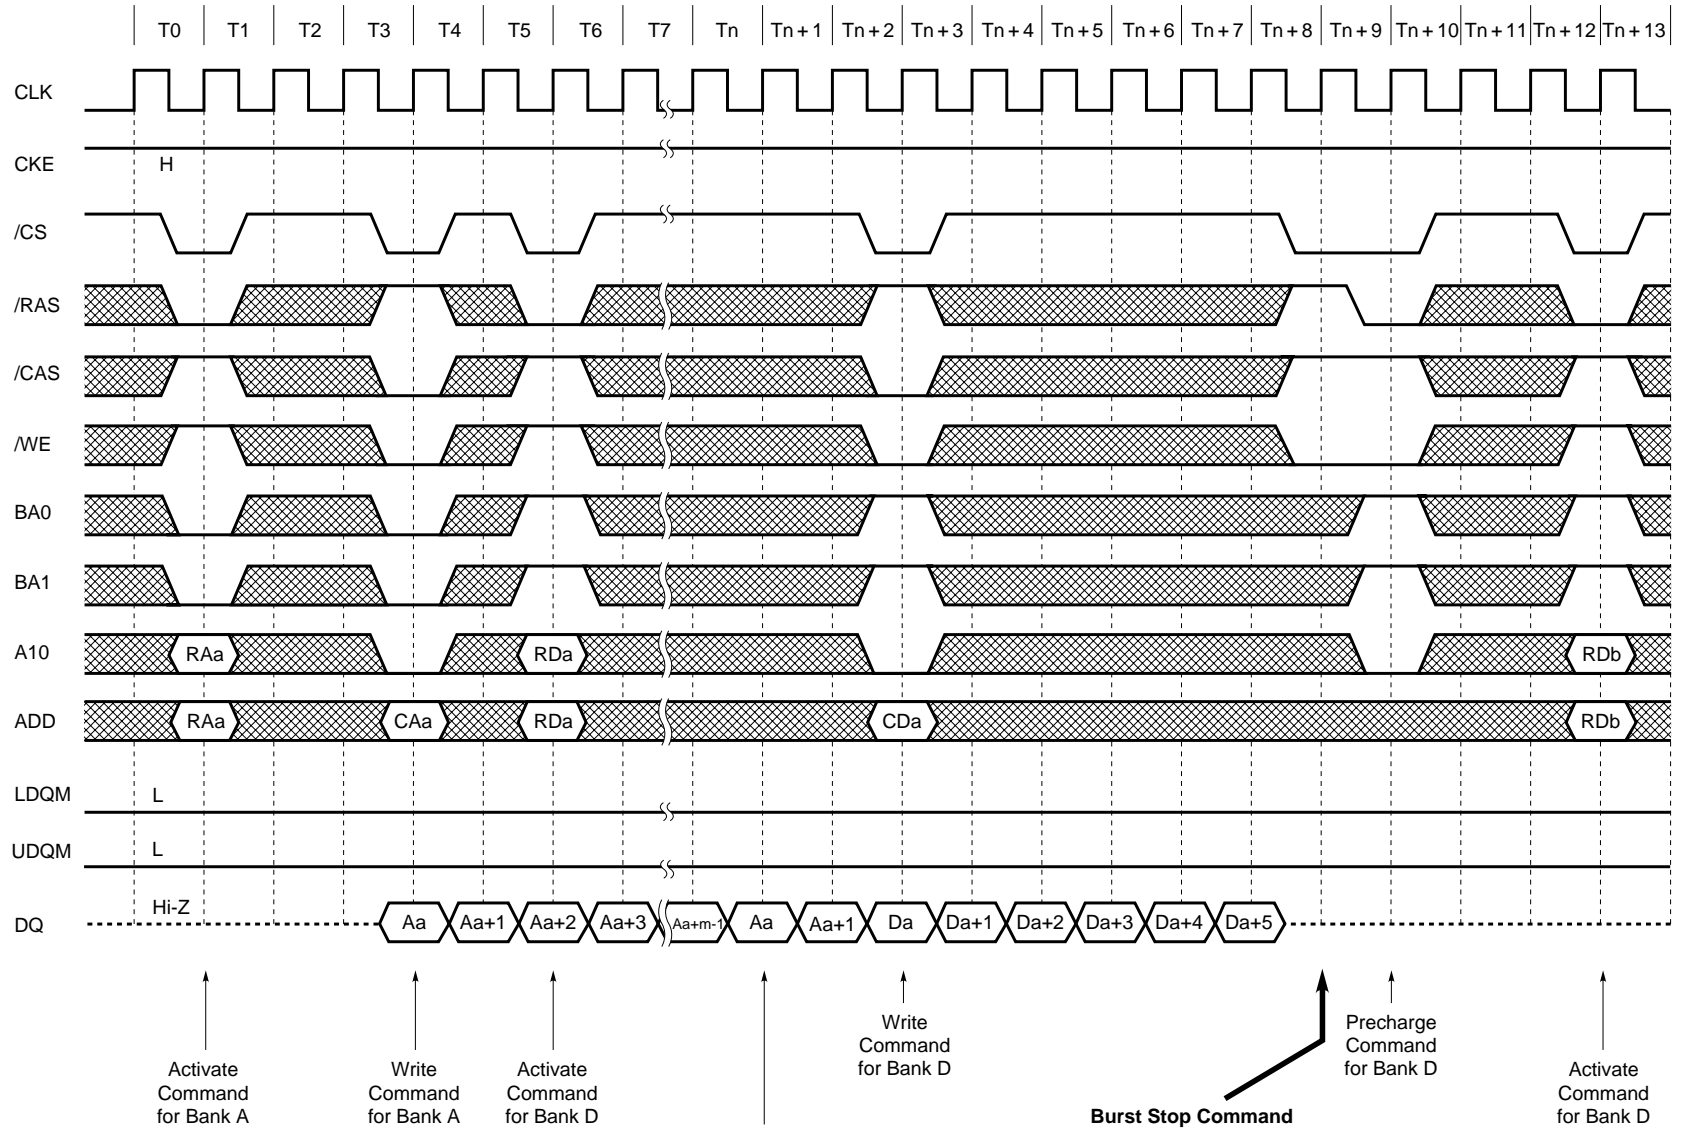 T0 T1 T2 T3 T4 T5 T6 T7 Tn Tn + 1 Tn + 2 Tn + 3 Tn + 4 Tn + 5 Tn + 6 Tn + 7 Tn + 8 Tn + 9 Tn + 10 Tn + 11 Tn + 12 Tn + 13
CLK
CKE H
/CS
/RAS
/CAS
/WE
BA0
BA1
A10 RAa RDa RDb
ADD RAa CAa RDa CDa RDb
LDQM L
UDQM L
DQ Hi-Z Aa Aa+1 Aa+2 Aa+3 Aa+m-1 Aa Aa+1 Da Da+1 Da+2 Da+3 Da+4 Da+5
Activate
Command
for Bank A
Write
Command
for Bank A
Activate
Command
for Bank D
Write
Command
for Bank D
Burst Stop Command
Precharge
Command
for Bank D
Activate
Command
for Bank D